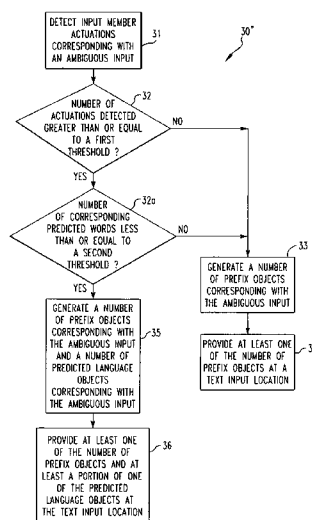 DETECT INPUT MEMBER
ACTUATIONS
CORRESPONDING WITH
AN AMBIGUOUS INPUT
31
30"
NUMBER OF
ACTUATIONS DETECTED
GREATER THAN OR EQUAL
TO A FIRST
THRESHOLD ?
32
NO
YES
NUMBER
OF CORRESPONDING
PREDICTED WORDS LESS
THAN OR EQUAL TO
A SECOND
THRESHOLD ?
32a
NO
YES
GENERATE A NUMBER
OF PREFIX OBJECTS
CORRESPONDING WITH
THE AMBIGUOUS INPUT
33
GENERATE A NUMBER
OF PREFIX OBJECTS
CORRESPONDING WITH
THE AMBIGUOUS INPUT
AND A NUMBER OF
PREDICTED LANGUAGE
OBJECTS
CORRESPONDING WITH
THE AMBIGUOUS INPUT
35
PROVIDE AT LEAST ONE
OF THE NUMBER OF
PREFIX OBJECTS AT A
TEXT INPUT LOCATION
PROVIDE AT LEAST ONE
OF THE NUMBER OF
PREFIX OBJECTS AND AT
LEAST A PORTION OF ONE
OF THE PREDICTED
LANGUAGE OBJECTS AT
THE TEXT INPUT LOCATION
36